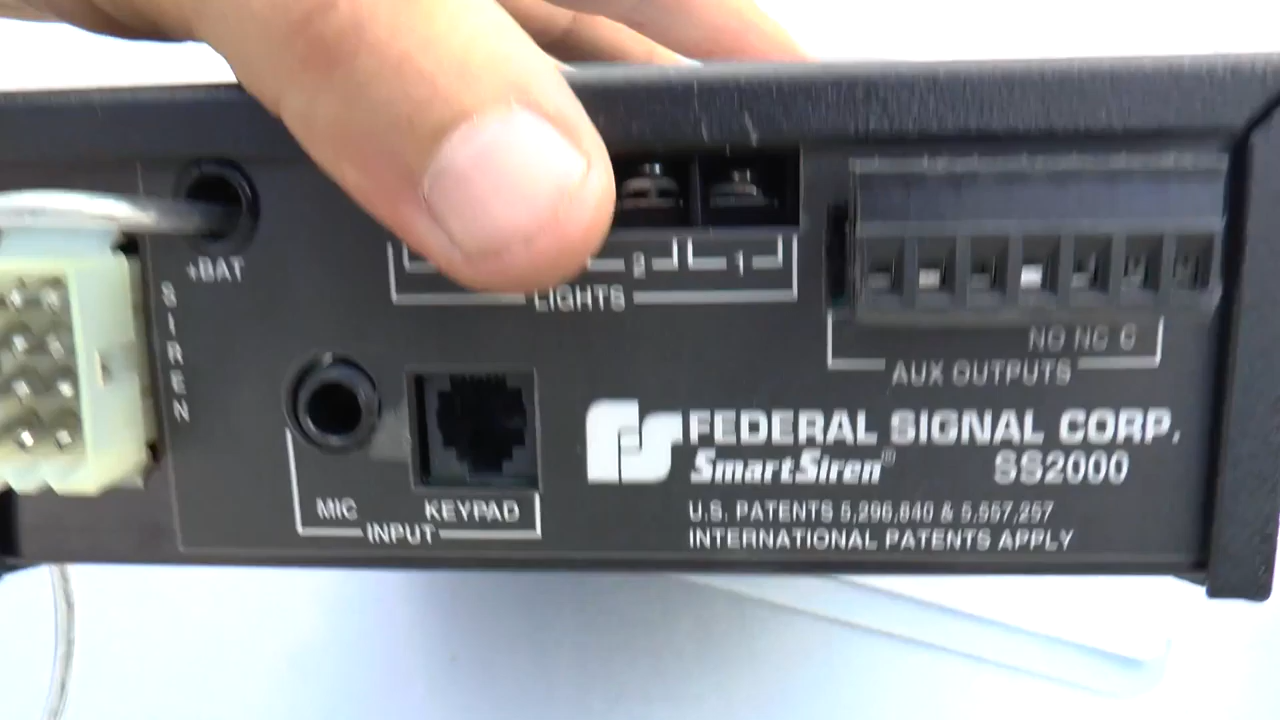 +BAT
SIREN
2 1
LIGHTS
NO NC C
AUX OUTPUTS
MIC KEYPAD
INPUT
FEDERAL SIGNAL CORP.
SmartSiren® SS2000
U.S. PATENTS 5,296,840 & 5,557,257
INTERNATIONAL PATENTS APPLY